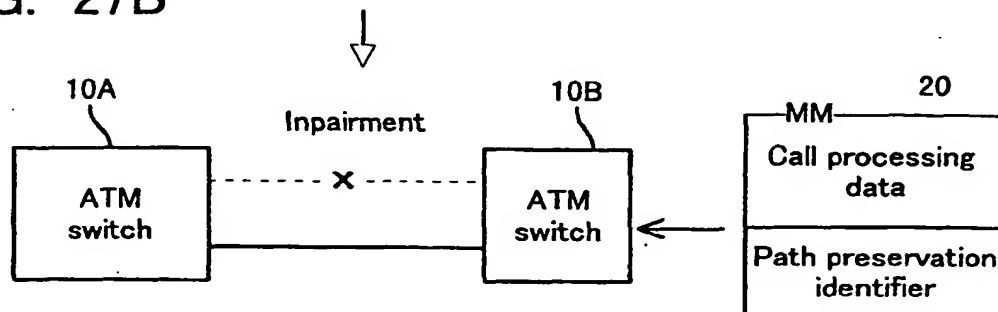 27B
10A
Inpairment
10B
20
MM
Call processing
data
ATM
switch
x
ATM
switch
Path preservation
identifier